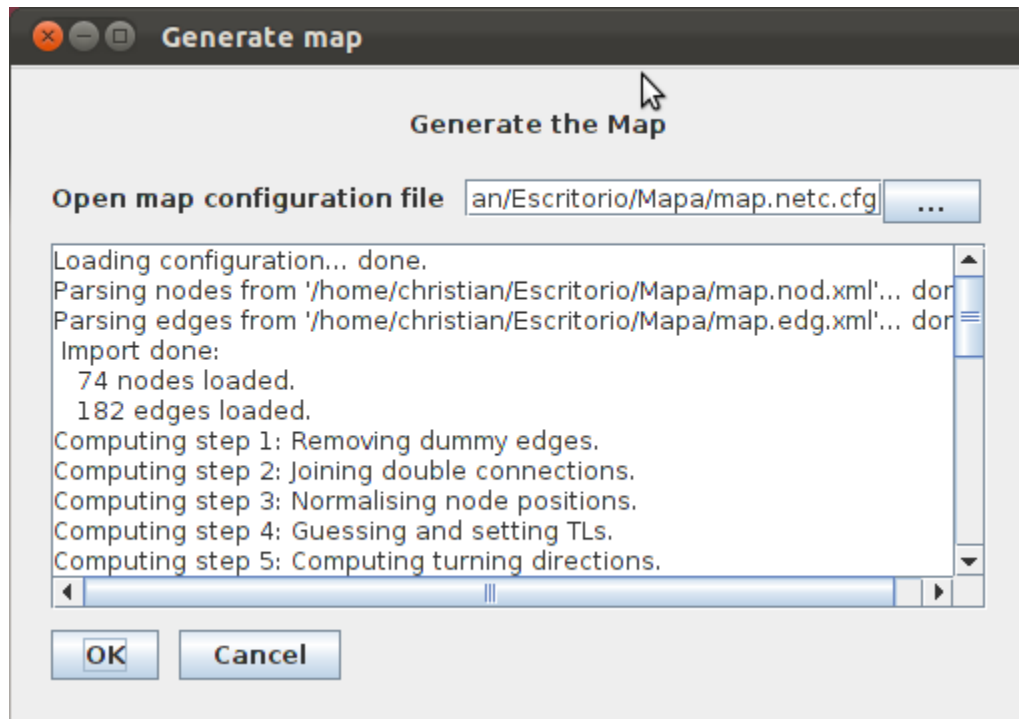 Generate map
Generate the Map
Open map configuration file an/Escritorio/Mapa/map.netc.cfg ...
Loading configuration... done.
Parsing nodes from '/home/christian/Escritorio/Mapa/map.nod.xml'... dor
Parsing edges from '/home/christian/Escritorio/Mapa/map.edg.xml'... dor
Import done:
74 nodes loaded.
182 edges loaded.
Computing step 1: Removing dummy edges.
Computing step 2: Joining double connections.
Computing step 3: Normalising node positions.
Computing step 4: Guessing and setting TLs.
Computing step 5: Computing turning directions.
OK Cancel